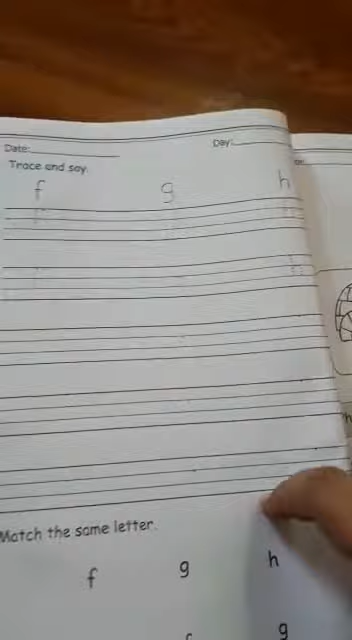 Date: Day:
Trace and say.
f g h
Match the same letter.
f g h
g